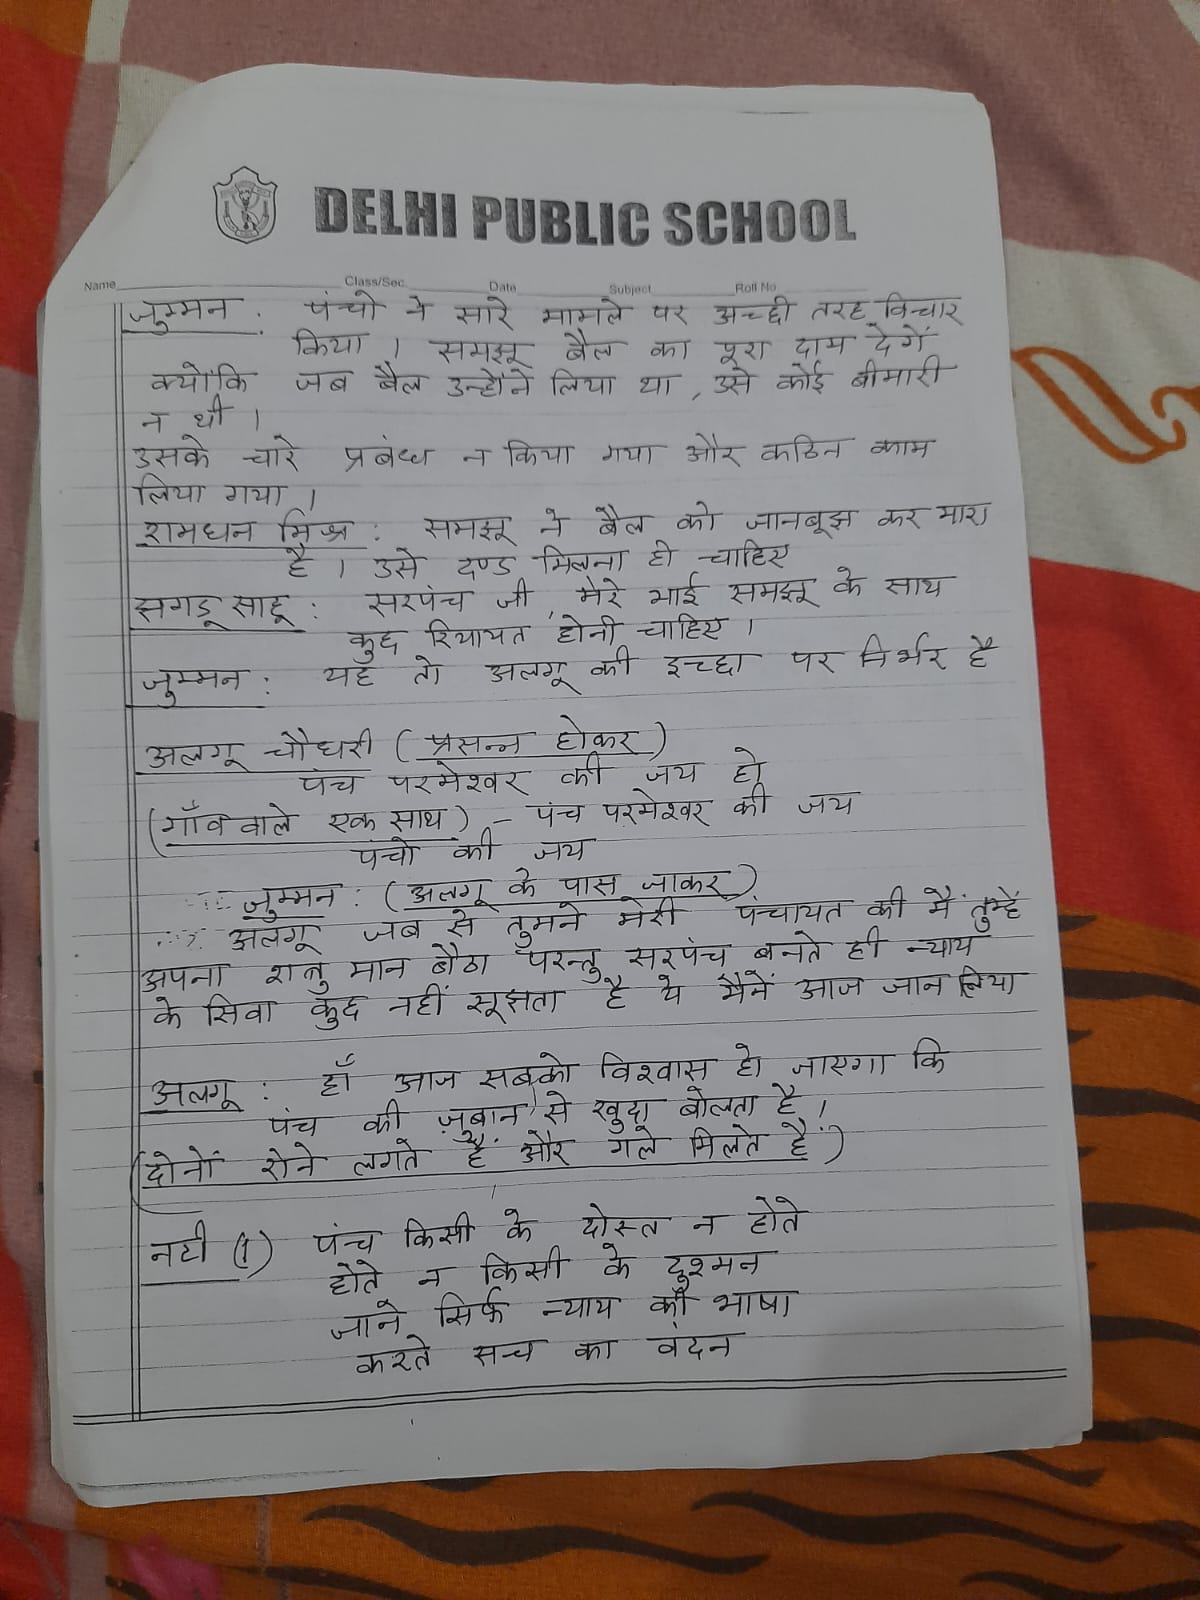 DELHI PUBLIC SCHOOL
Name Class/Sec. Date Subject Roll No
जुम्मन : पंचो ने सारे मामले पर अच्छी तरह विचार
किया । समझू बैल का पूरा दाम देगें
क्योंकि जब बैल उन्होंने लिया था , उसे कोई बीमारी
न थी ।
उसके चारे प्रबंध न किया गया और कठिन काम
लिया गया ।
रामधन मिश्र : समझू ने बैल को जानबूझ कर मारा
है । उसे दण्ड मिलना ही चाहिए
झगडू साहू : सरपंच जी , मेरे भाई समझू के साथ
कुछ रियायत होनी चाहिए ।
जुम्मन : यह तो अलगू की इच्छा पर निर्भर है
अलगू चौधरी ( प्रसन्न होकर )
पंच परमेश्वर की जय हो
(गाँव वाले एक साथ) - पंच परमेश्वर की जय
पंचो की जय
जुम्मन : (अलगू के पास जाकर)
अलगू जब से तुमने मेरी पंचायत की मैं तुम्हें
अपना शत्रु मान बैठा परन्तु सरपंच बनते ही न्याय
के सिवा कुछ नहीं सूझता है ये मैनें आज जान लिया
अलगू : हाँ आज सबको विश्वास हो जाएगा कि
पंच की ज़ुबान से खुदा बोलता है ।
(दोनों रोने लगते हैं और गले मिलते हैं)
नटी (1) पंच किसी के दोस्त न होते
होते न किसी के दुश्मन
जाने सिर्फ न्याय की भाषा
करते सच का वंदन